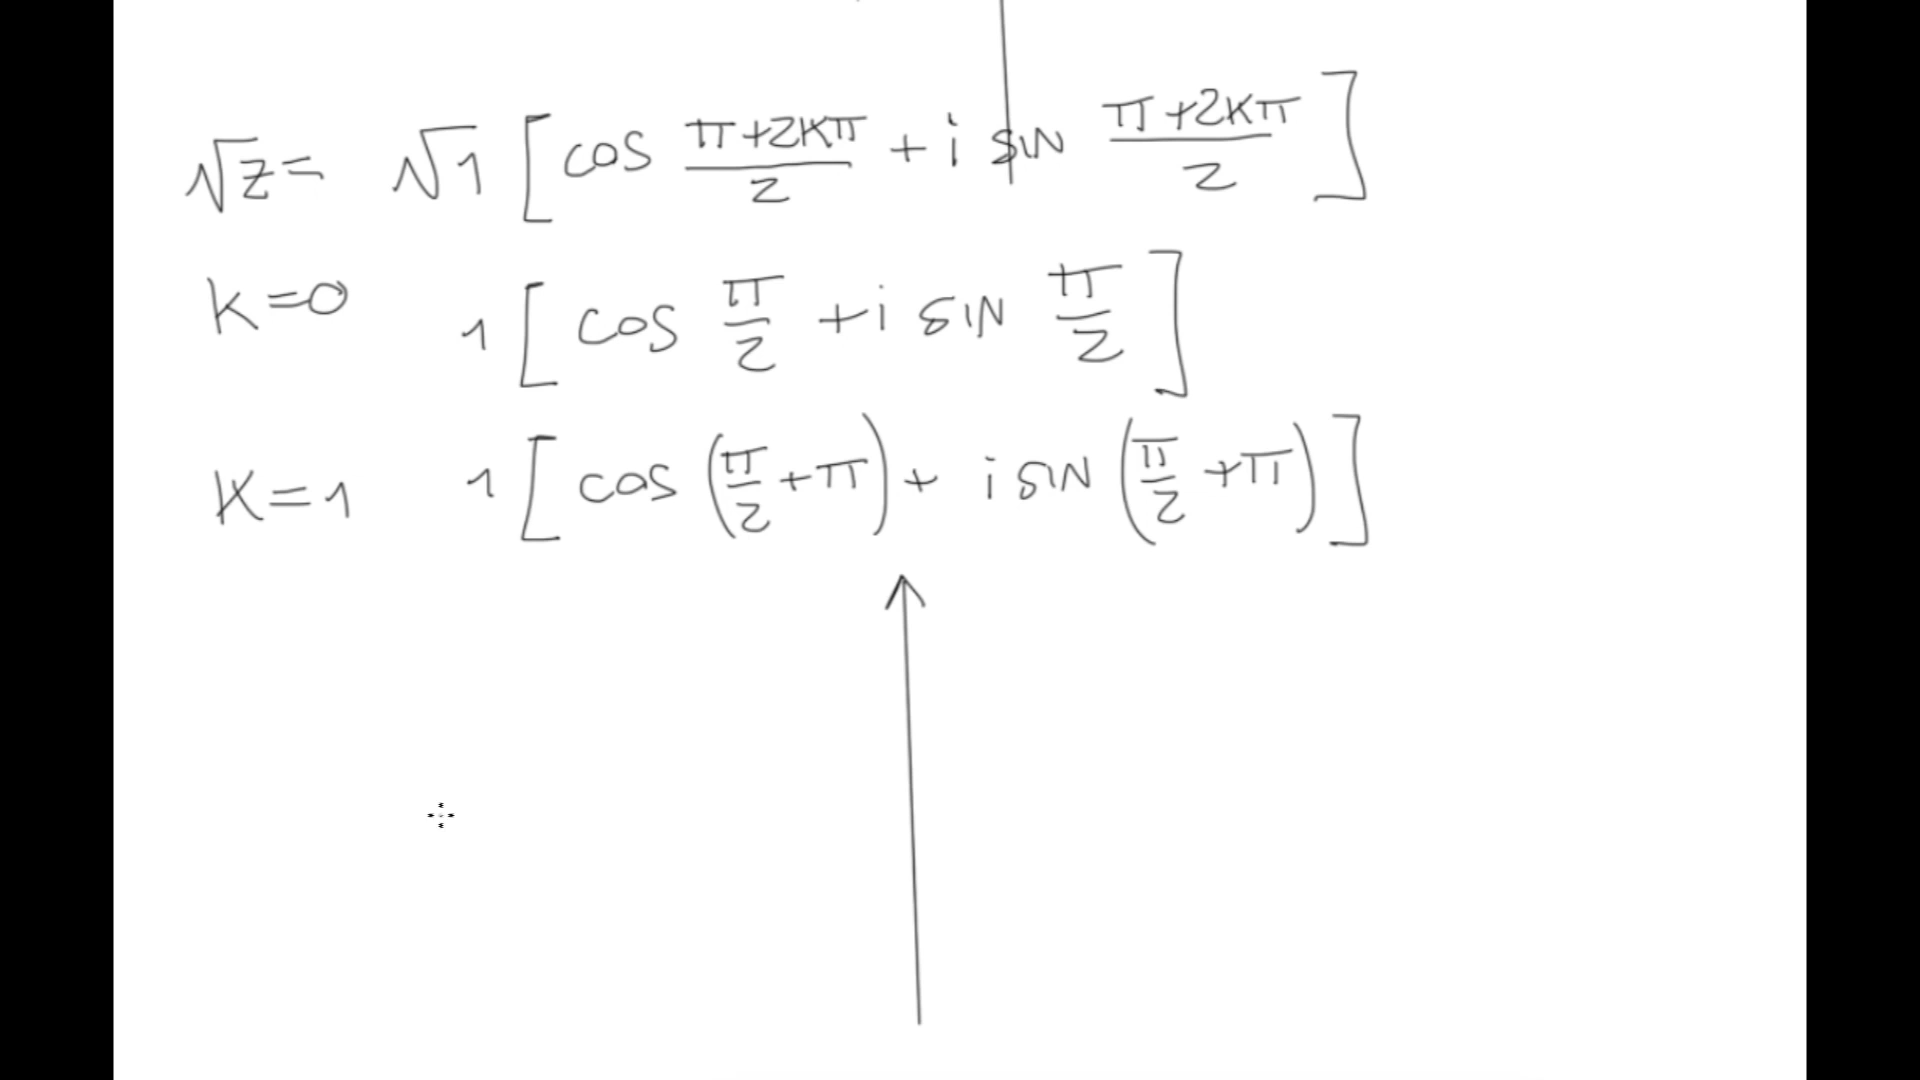 √z = √1 [cos (π+2kπ)/2 + i sin (π+2kπ)/2]
k=0 1 [cos π/2 + i sin π/2]
k=1 1 [cos (π/2 + π) + i sin (π/2 + π)]